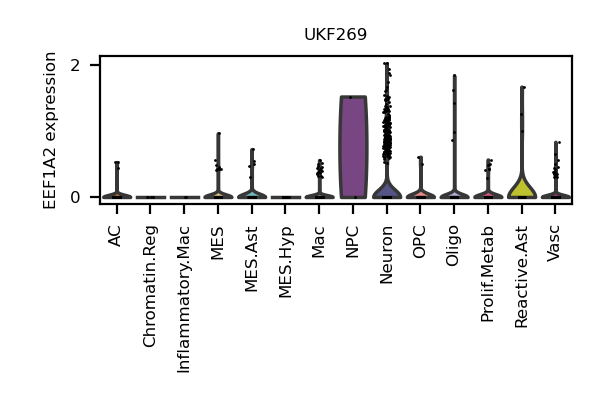 UKF269
EEF1A2 expression
2
0
AC
Chromatin.Reg
Inflammatory.Mac
MES
MES.Ast
MES.Hyp
Mac
NPC
Neuron
OPC
Oligo
Prolif.Metab
Reactive.Ast
Vasc